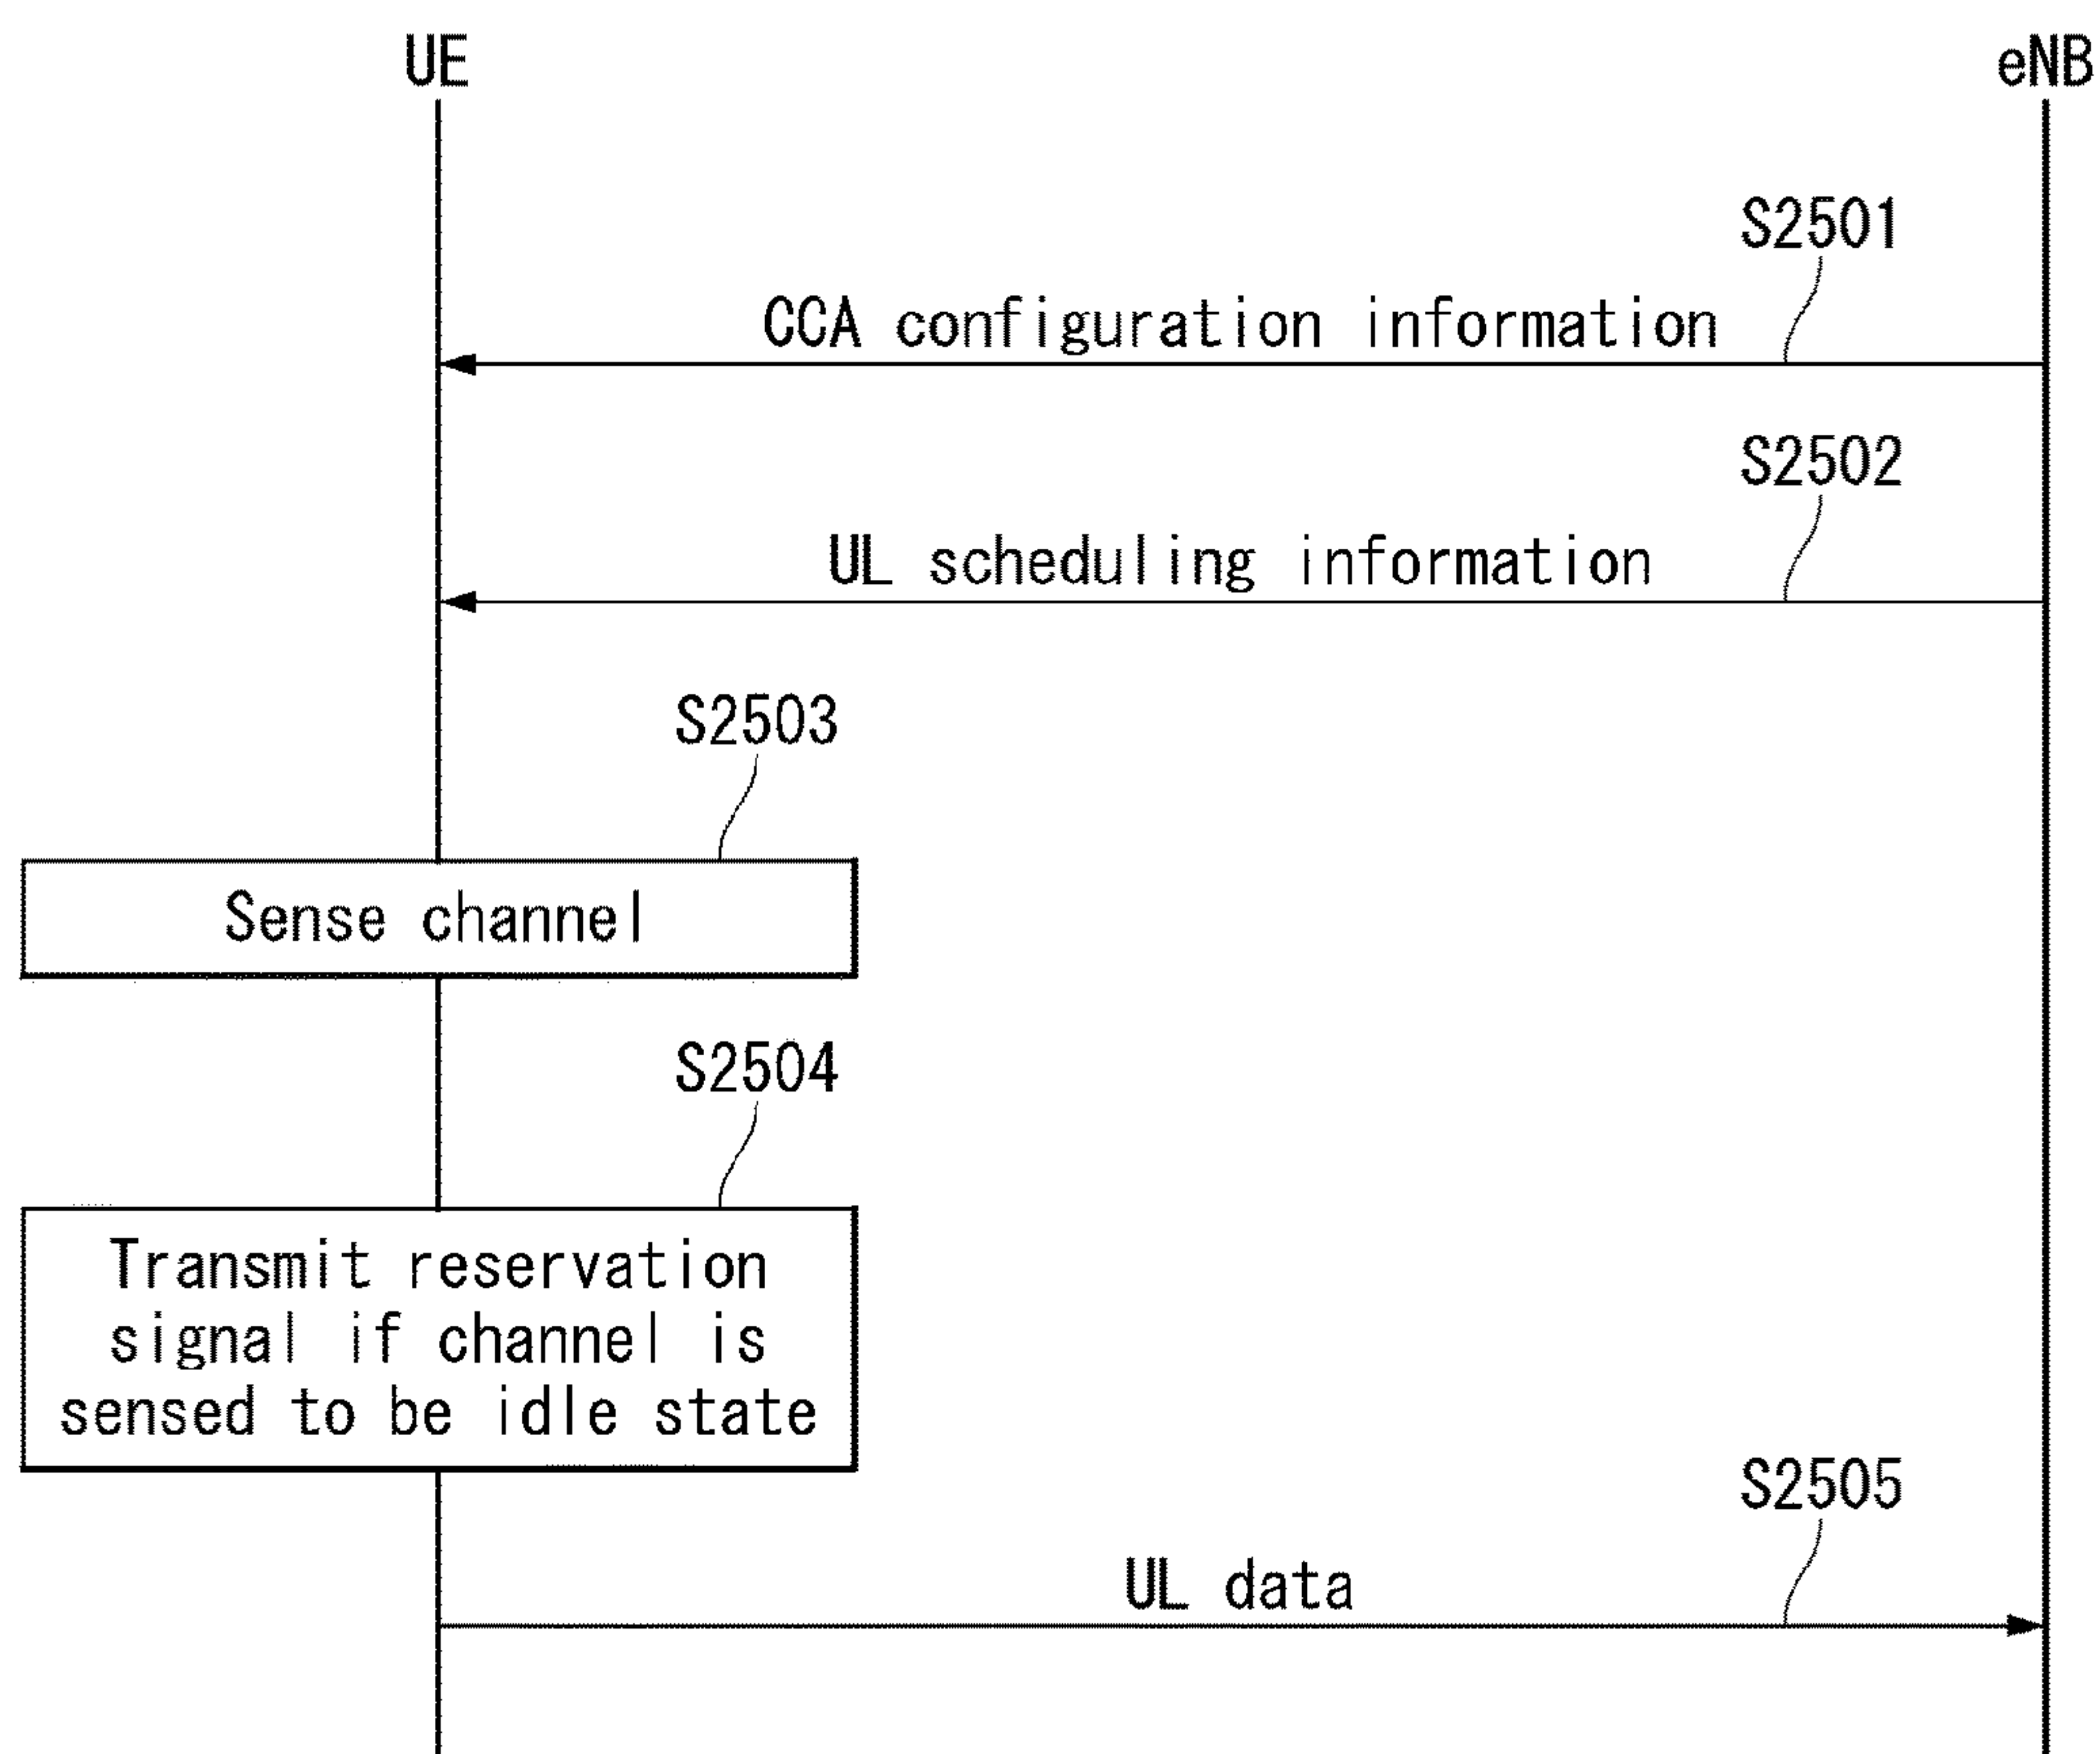 UE
eNB
S2501
CCA configuration information
S2502
UL scheduling information
S2503
Sense channel
S2504
Transmit reservation
signal if channel is
sensed to be idle state
S2505
UL data